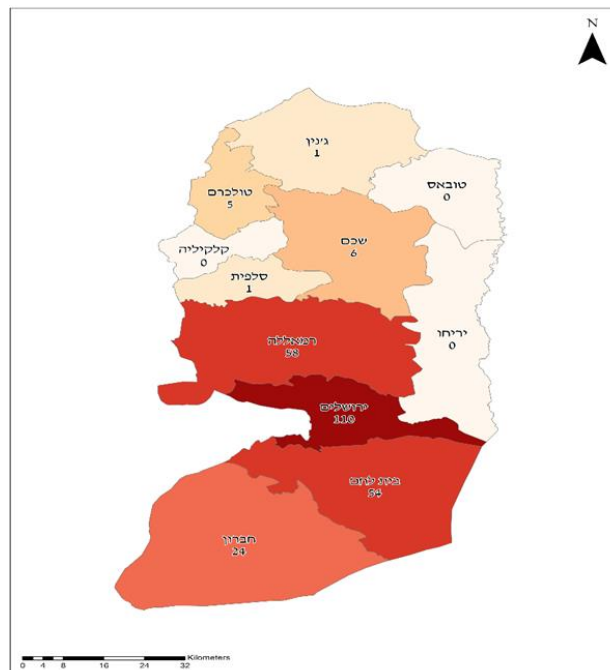 N
ג'נין
1
טובאס
0
טולכרם
5
שכם
6
קלקיליה
0
סלפית
1
יריחו
0
רמאללה
58
ירושלים
110
בית לחם
54
חברון
24
Kilometers
0 4 8 16 24 32